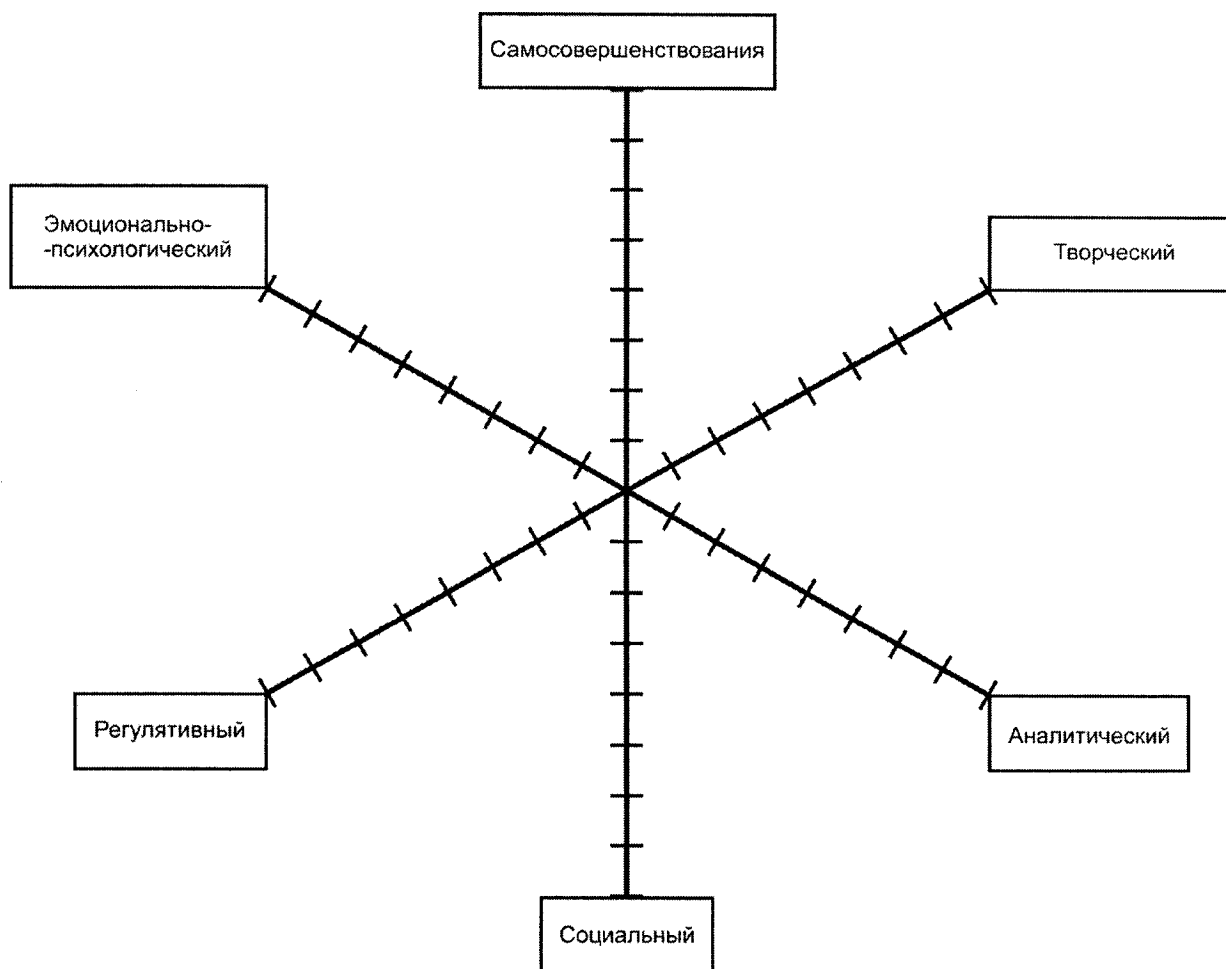 Самосовершенствования
Эмоционально-
-психологический
Творческий
Регулятивный
Аналитический
Социальный